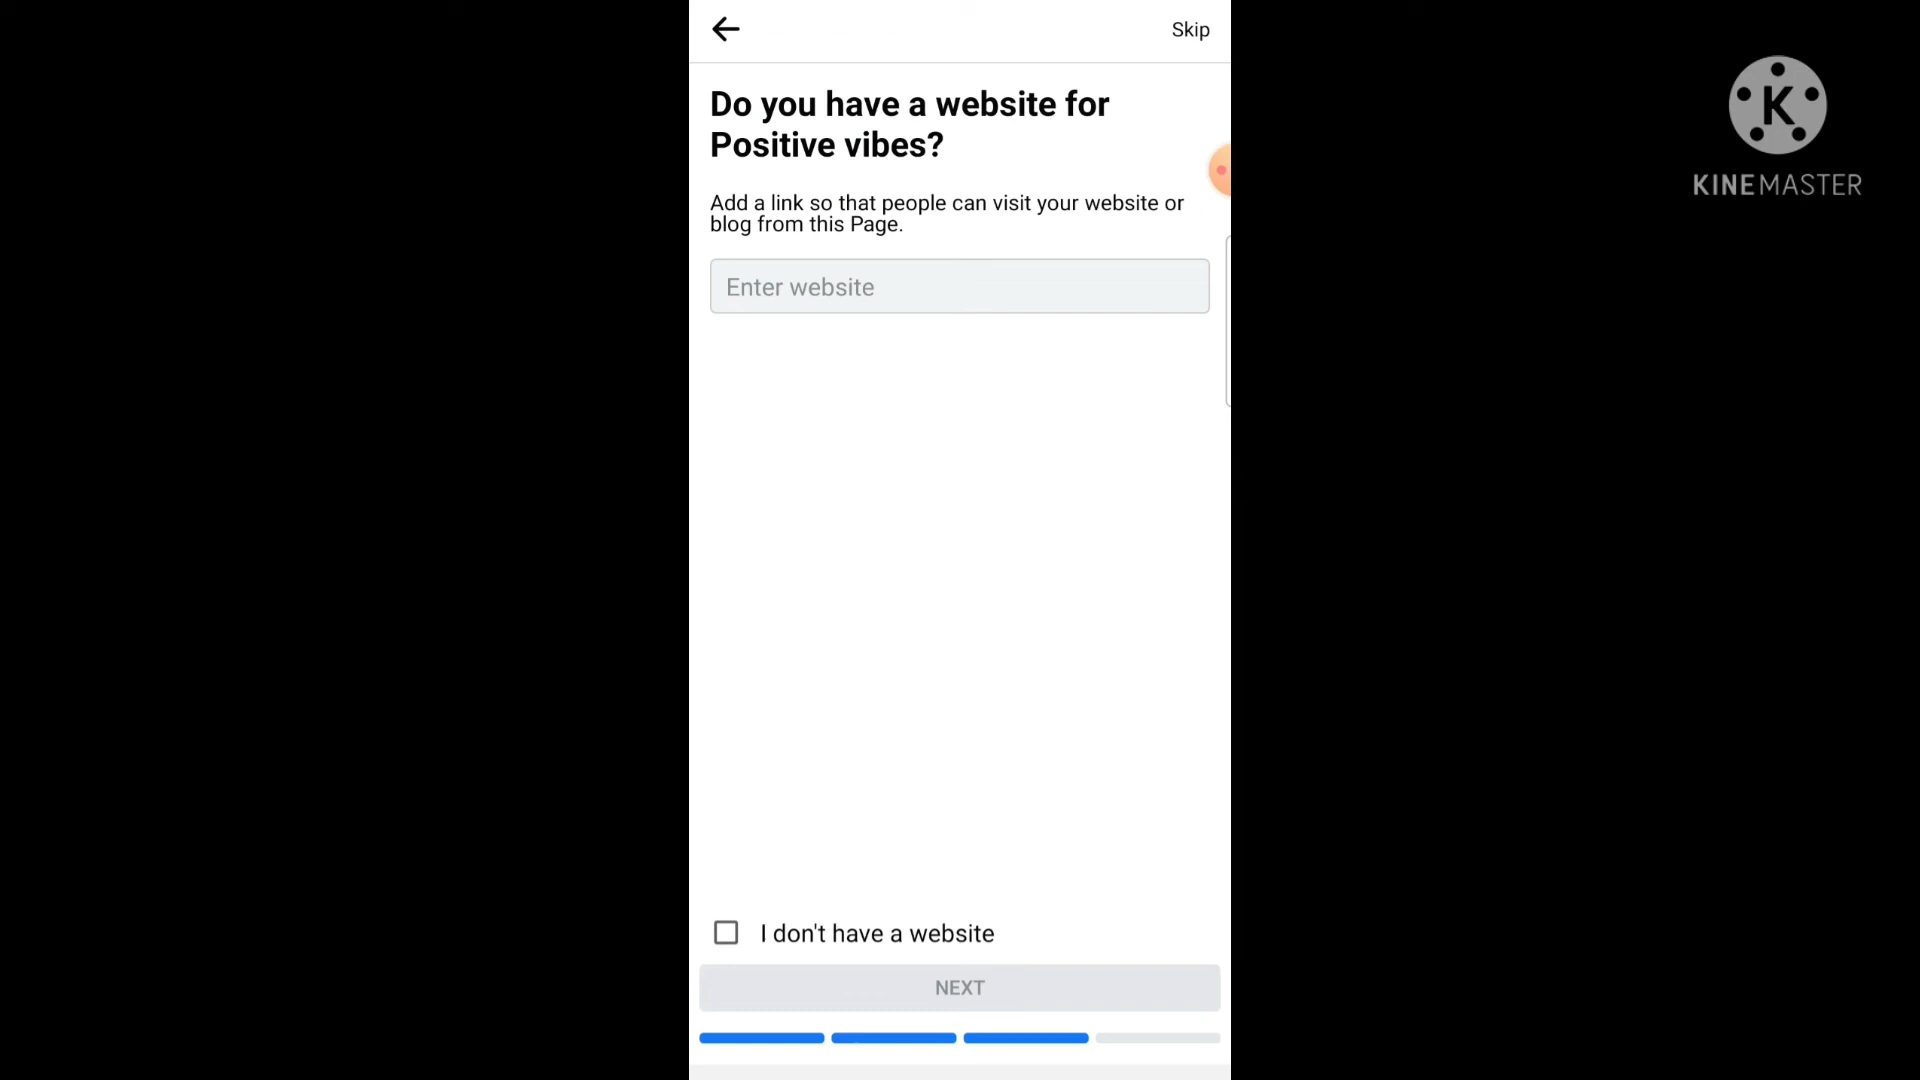 Skip
Do you have a website for
Positive vibes?
Add a link so that people can visit your website or
blog from this Page.
Enter website
I don't have a website
NEXT
K
KINEMASTER